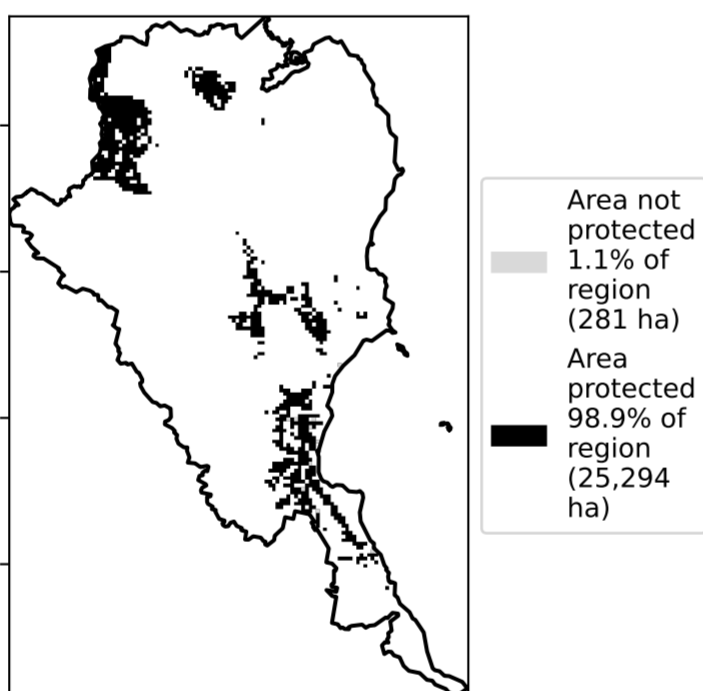 Area not
protected
1.1% of
region
(281 ha)
Area
protected
98.9% of
region
(25,294
ha)